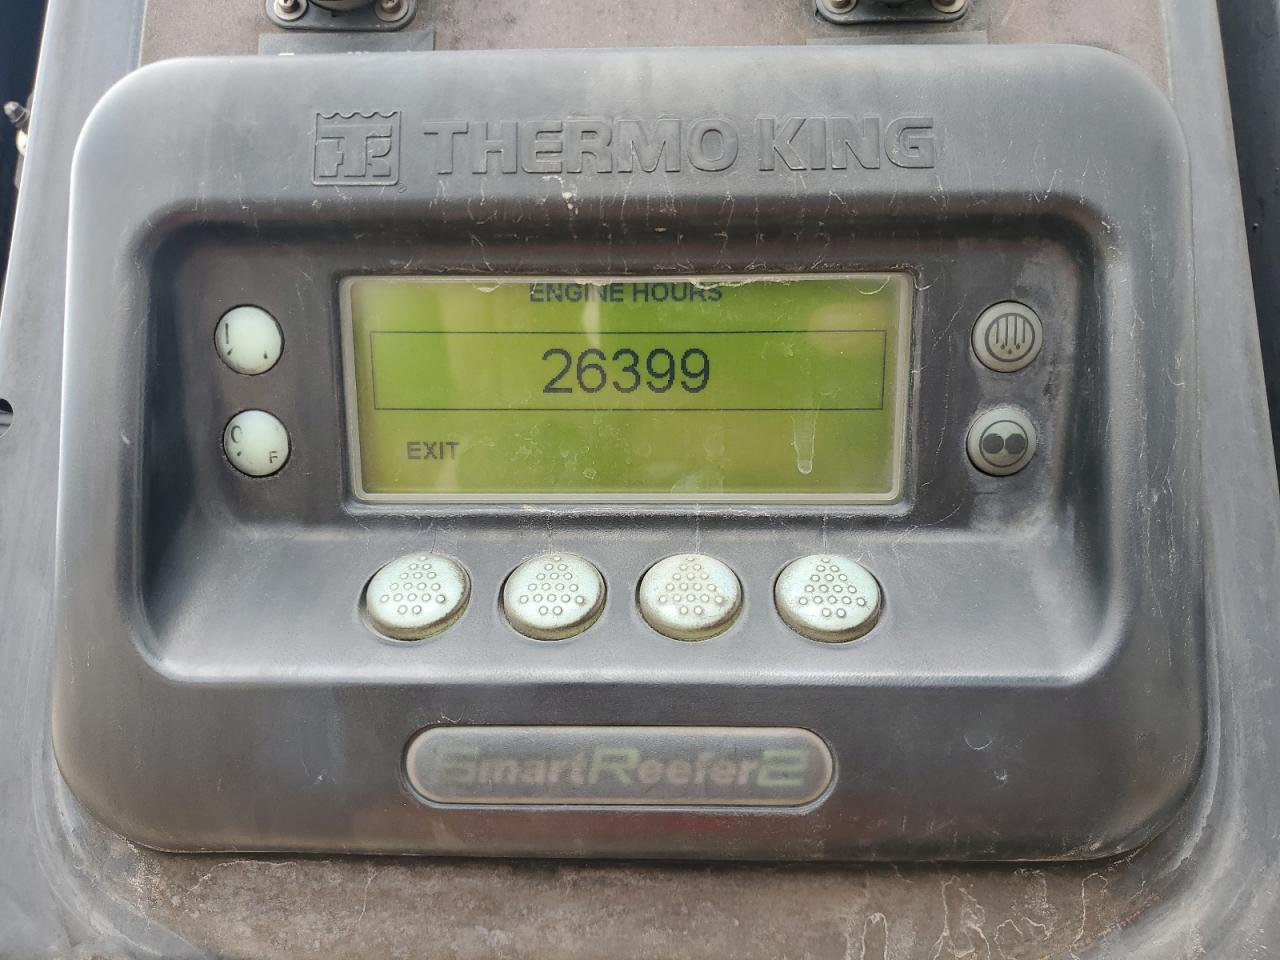 THERMO KING
ENGINE HOURS
26399
EXIT
SmartReefer2